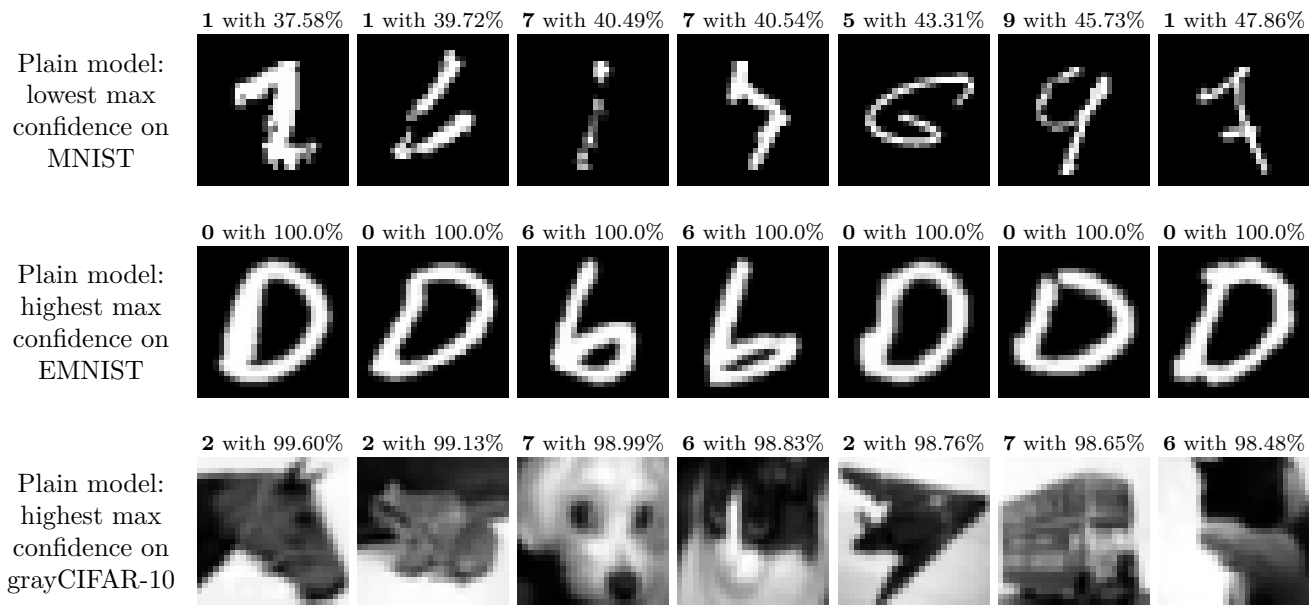 1 with 37.58% 1 with 39.72% 7 with 40.49% 7 with 40.54% 5 with 43.31% 9 with 45.73% 1 with 47.86%
Plain model:
lowest max
confidence on
MNIST
0 with 100.0% 0 with 100.0% 6 with 100.0% 6 with 100.0% 0 with 100.0% 0 with 100.0% 0 with 100.0%
Plain model:
highest max
confidence on
EMNIST
2 with 99.60% 2 with 99.13% 7 with 98.99% 6 with 98.83% 2 with 98.76% 7 with 98.65% 6 with 98.48%
Plain model:
highest max
confidence on
grayCIFAR-10